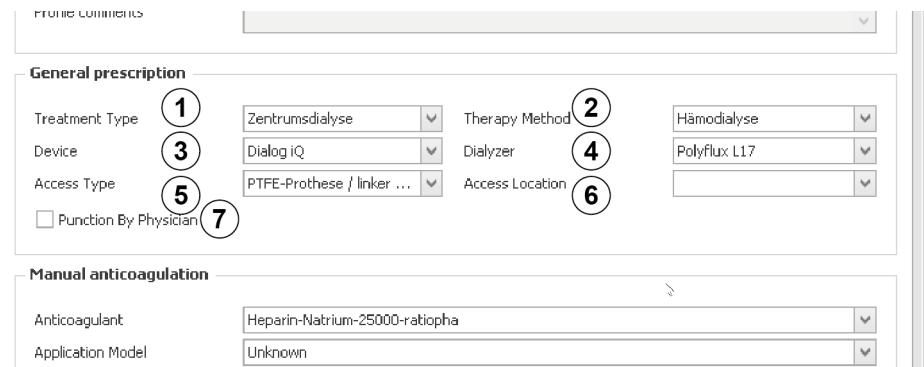 Profile comments
General prescription
Treatment Type 1 Zentrumsdialyse Therapy Method 2 Hämodialyse
Device 3 Dialog iQ Dialyzer 4 Polyflux L17
Access Type 5 PTFE-Prothese / linker ... Access Location 6
Punction By Physician 7
Manual anticoagulation
Anticoagulant Heparin-Natrium-25000-ratiopha
Application Model Unknown